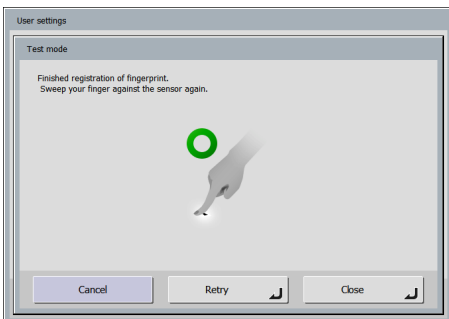 User settings
Test mode
Finished registration of fingerprint.
Sweep your finger against the sensor again.
Cancel
Retry
Close